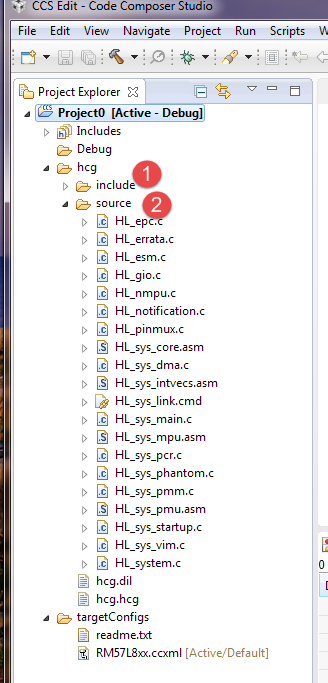 CCS Edit - Code Composer Studio
File Edit View Navigate Project Run Scripts
Project Explorer
Project0 [Active - Debug]
Includes
Debug
hcg
include 1
source 2
HL_epc.c
HL_errata.c
HL_esm.c
HL_gio.c
HL_nmpu.c
HL_notification.c
HL_pinmux.c
HL_sys_core.asm
HL_sys_dma.c
HL_sys_intvecs.asm
HL_sys_link.cmd
HL_sys_main.c
HL_sys_mpu.asm
HL_sys_pcr.c
HL_sys_phantom.c
HL_sys_pmm.c
HL_sys_pmu.asm
HL_sys_startup.c
HL_sys_vim.c
HL_system.c
hcg.dil
hcg.hcg
targetConfigs
readme.txt
RM57L8xx.ccxml [Active/Default]